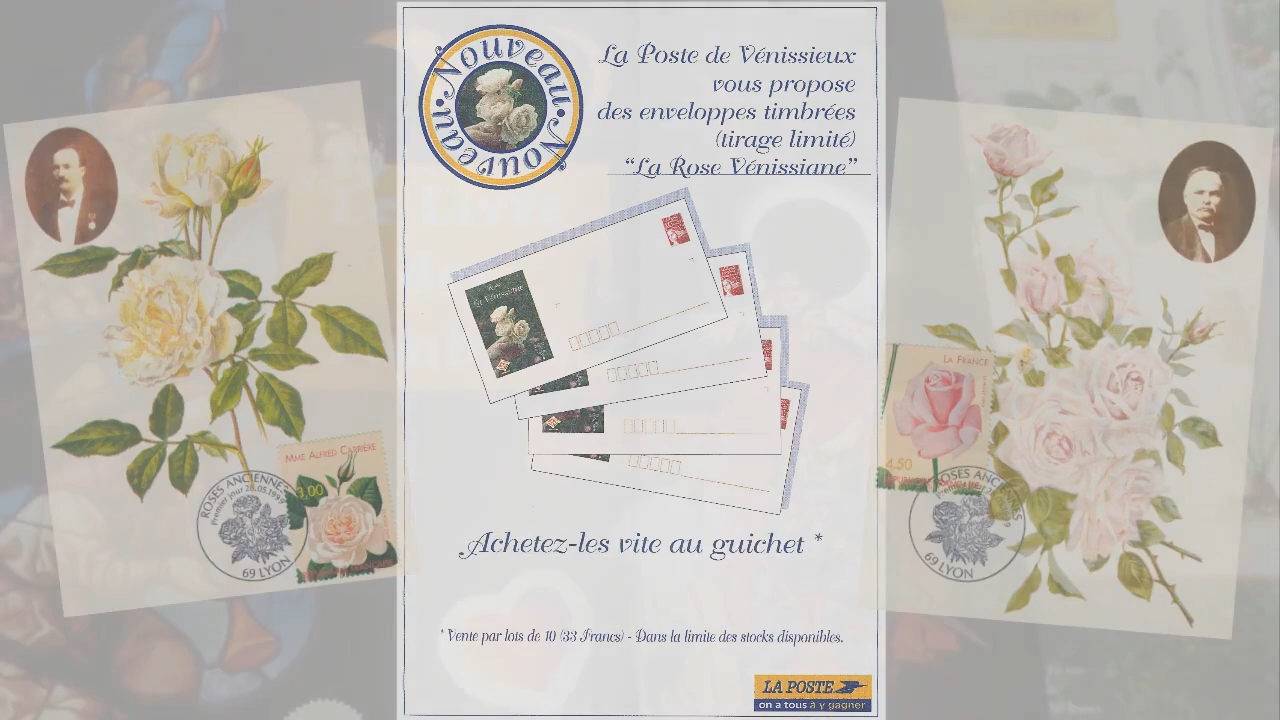 Nouveau • Nouveau •
La Poste de Vénissieux
vous propose
des enveloppes timbrées
(tirage limité)
“La Rose Vénissiane”
Achetez-les vite au guichet *
* Vente par lots de 10 (33 Francs) - Dans la limite des stocks disponibles.
LA POSTE
on a tous à y gagner
MME ALFRED CARRIÈRE
3,00
ROSES ANCIENNES
Premier jour 28.05.1999
69 LYON
LA FRANCE
4.50
ROSES ANCIENNES
69 LYON